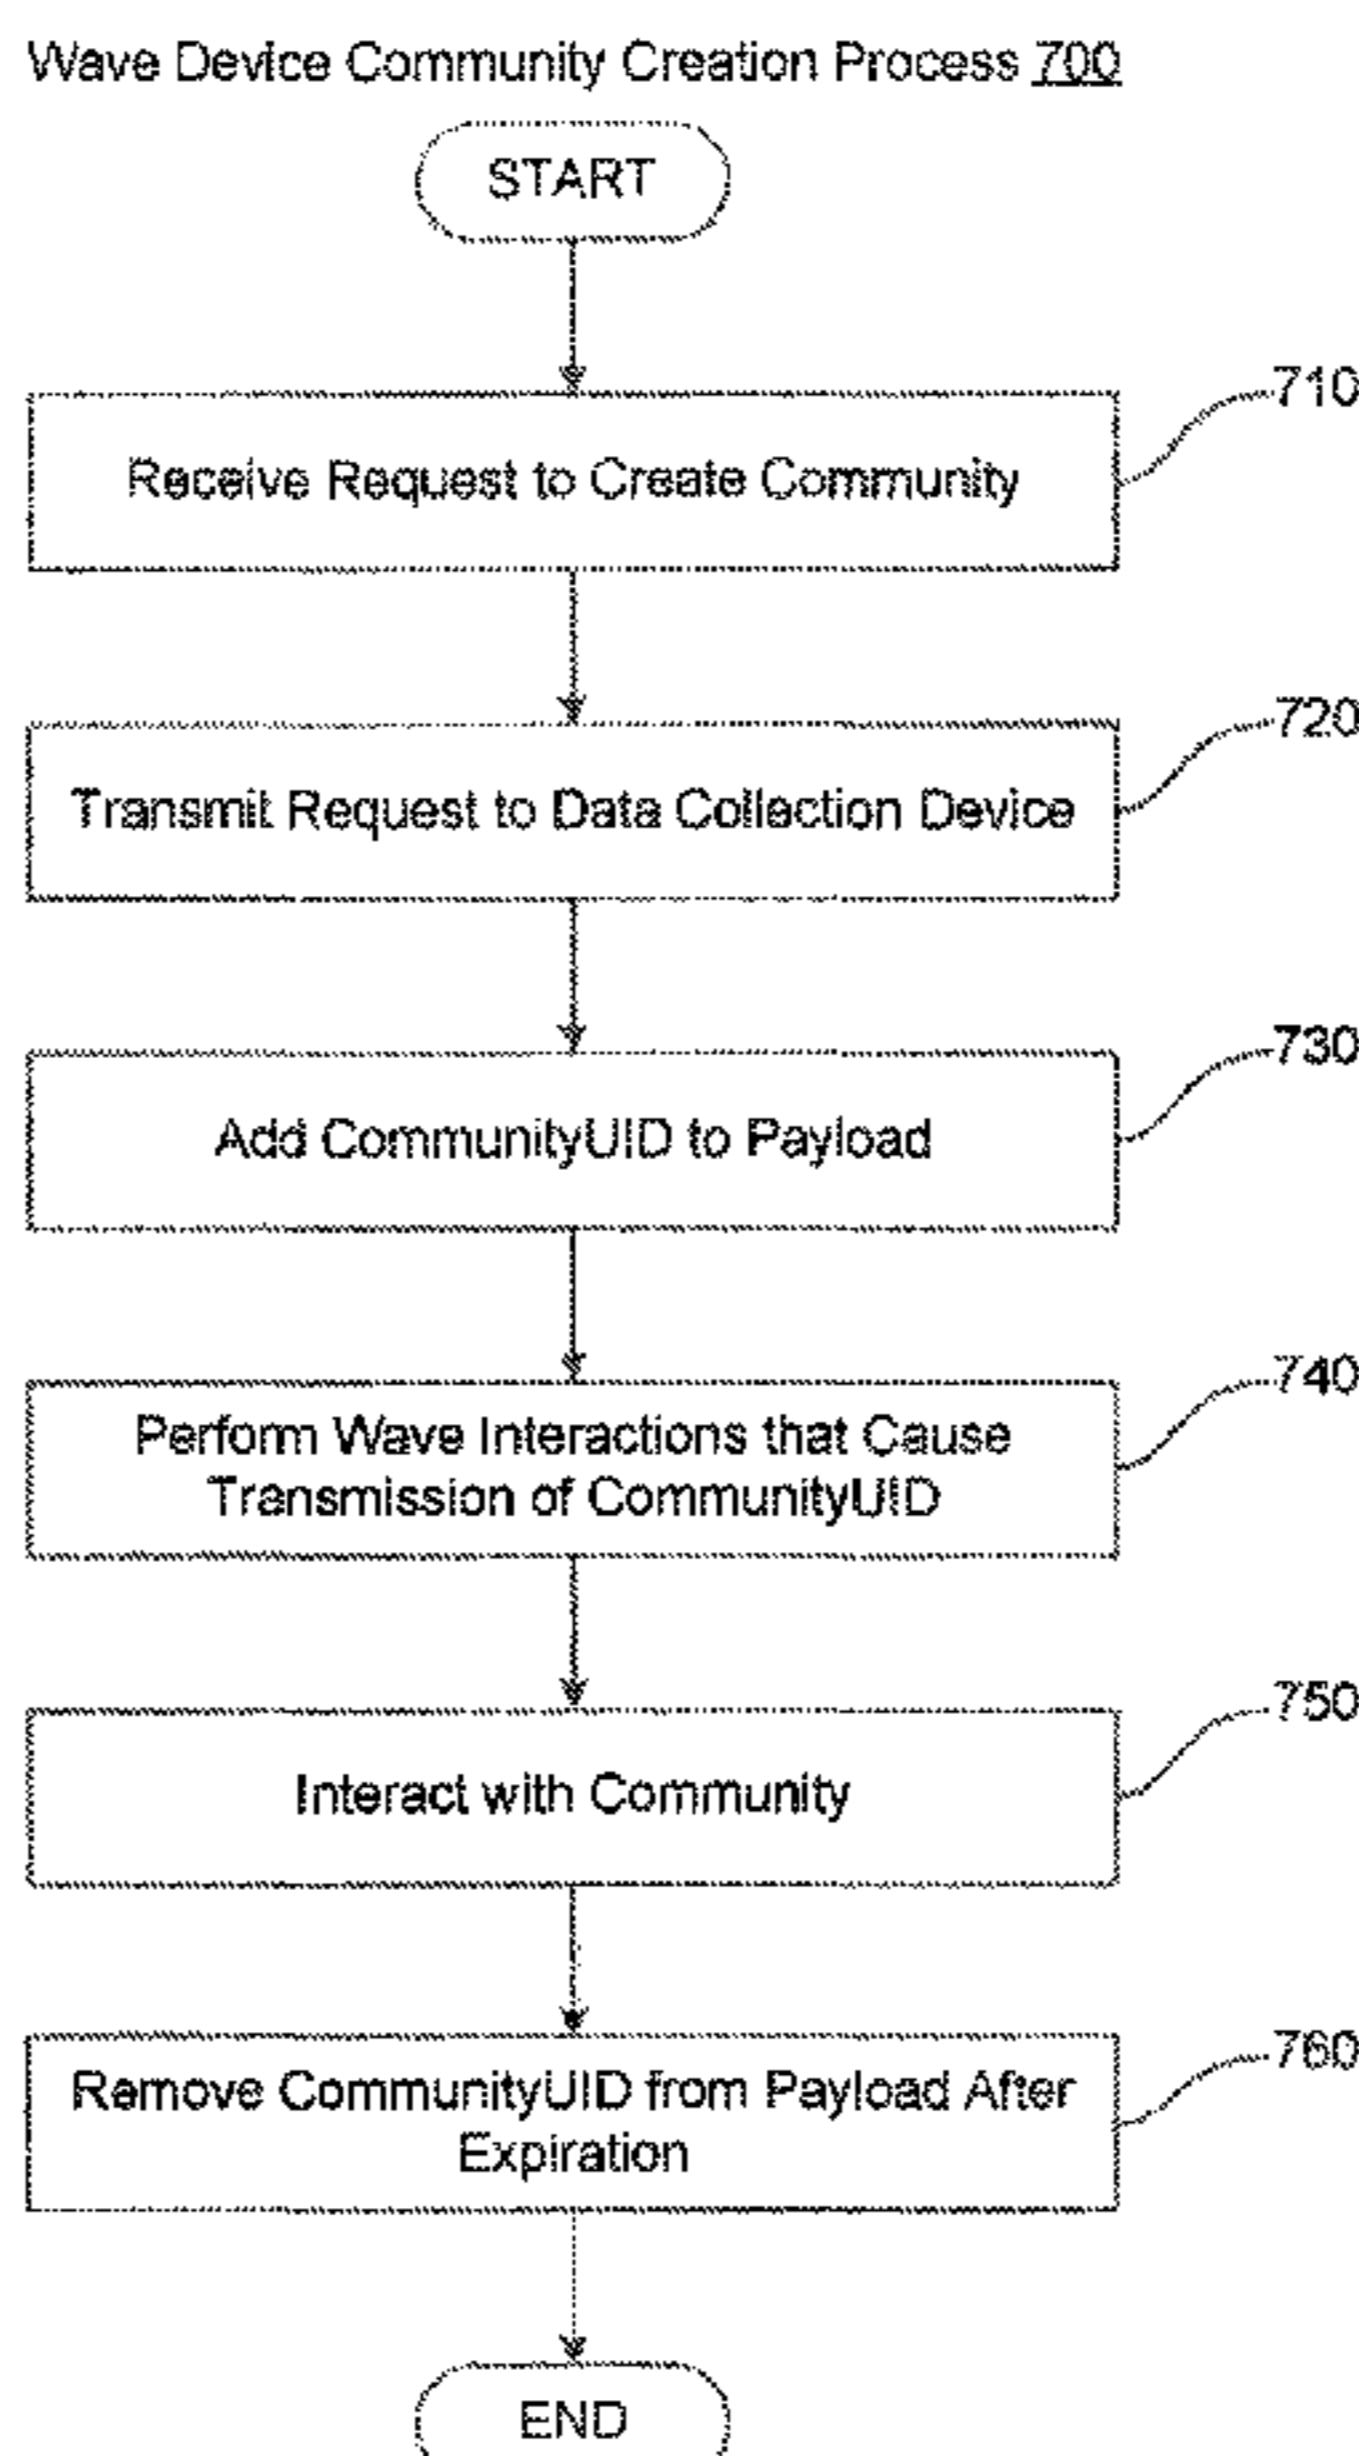 Wave Device Community Creation Process 700
START
710
Receive Request to Create Community
720
Transmit Request to Data Collection Device
730
Add CommunityUID to Payload
740
Perform Wave Interactions that Cause
Transmission of CommunityUID
750
Interact with Community
760
Remove CommunityUID from Payload After
Expiration
END